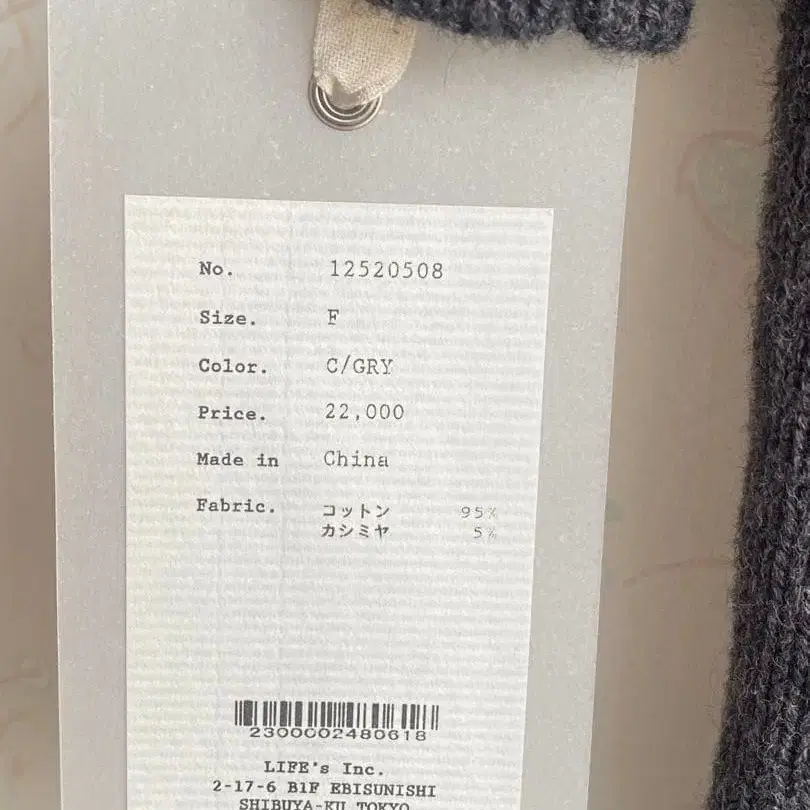 No. 12520508
Size. F
Color. C/GRY
Price. 22,000
Made in China
Fabric. コットン 95%
カシミヤ 5%
2300002480618
LIFE's Inc.
2-17-6 B1F EBISUNISHI
SHIBUYA-KU TOKYO